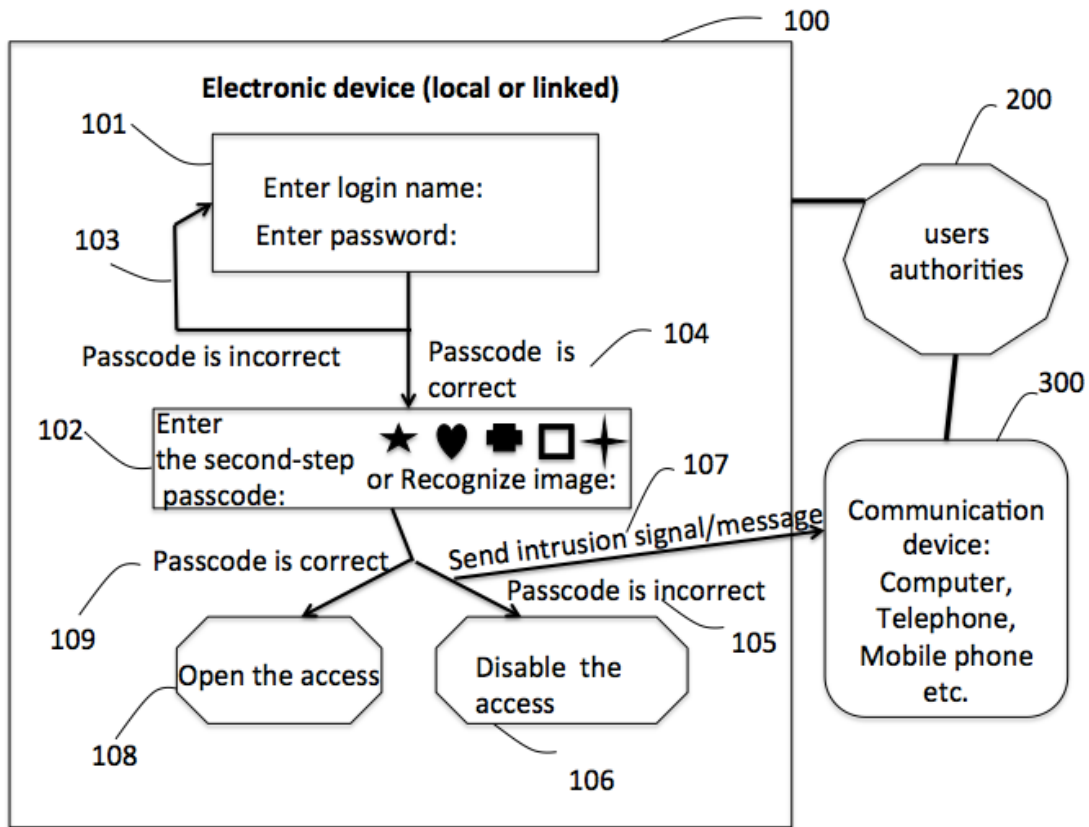 100
Electronic device (local or linked)
101
200
Enter login name:
Enter password:
103
users
authorities
Passcode is incorrect
Passcode is
correct
104
300
102
Enter
the second-step
passcode:
or Recognize image:
107
Send intrusion signal/message
Communication
device:
Computer,
Telephone,
Mobile phone
etc.
Passcode is correct
Passcode is incorrect
109
105
Open the access
Disable the
access
108
106